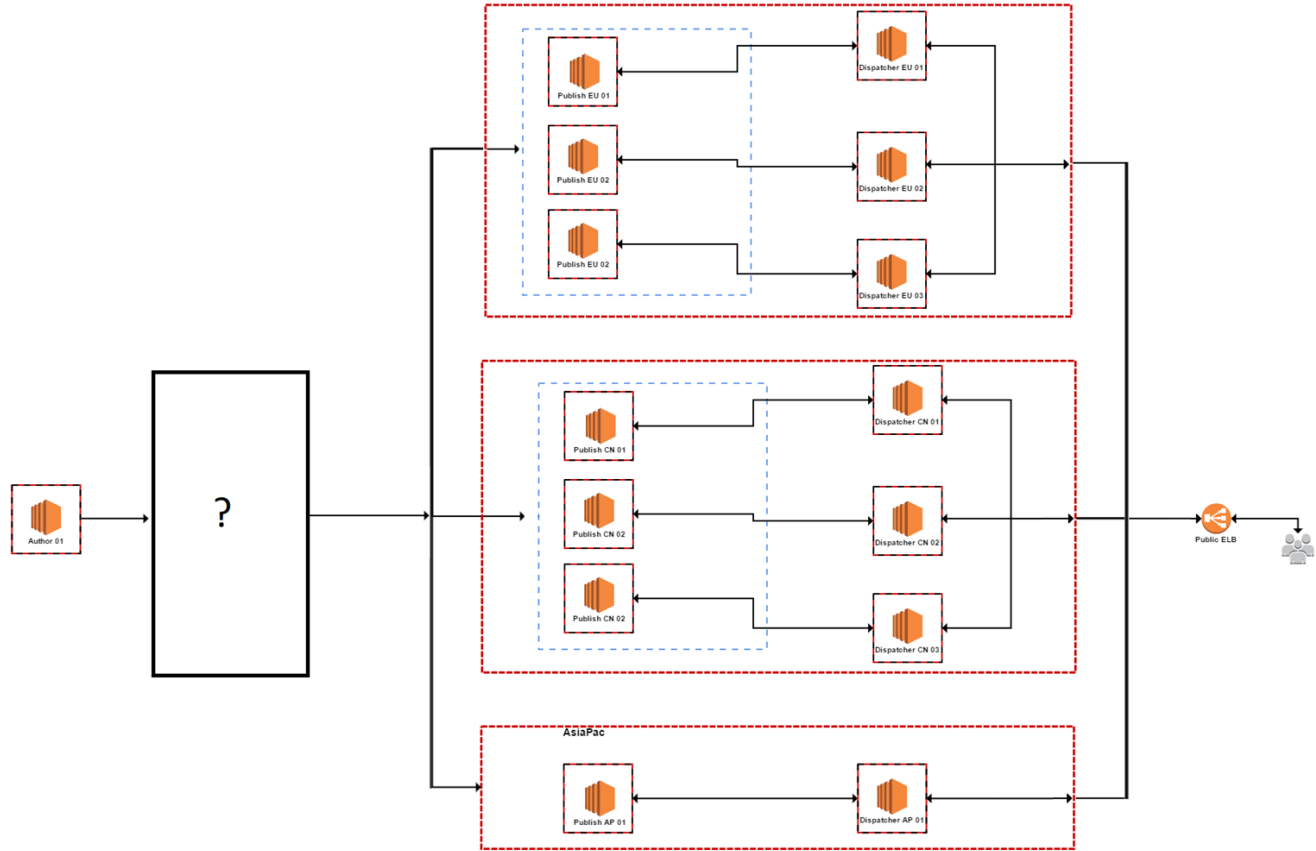 Publish EU 01
Dispatcher EU 01
Publish EU 02
Dispatcher EU 02
Publish EU 02
Dispatcher EU 03
Publish CN 01
Dispatcher CN 01
?
Author 01
Publish CN 02
Dispatcher CN 02
Public ELB
Publish CN 02
Dispatcher CN 03
AsiaPac
Publish AP 01
Dispatcher AP 01